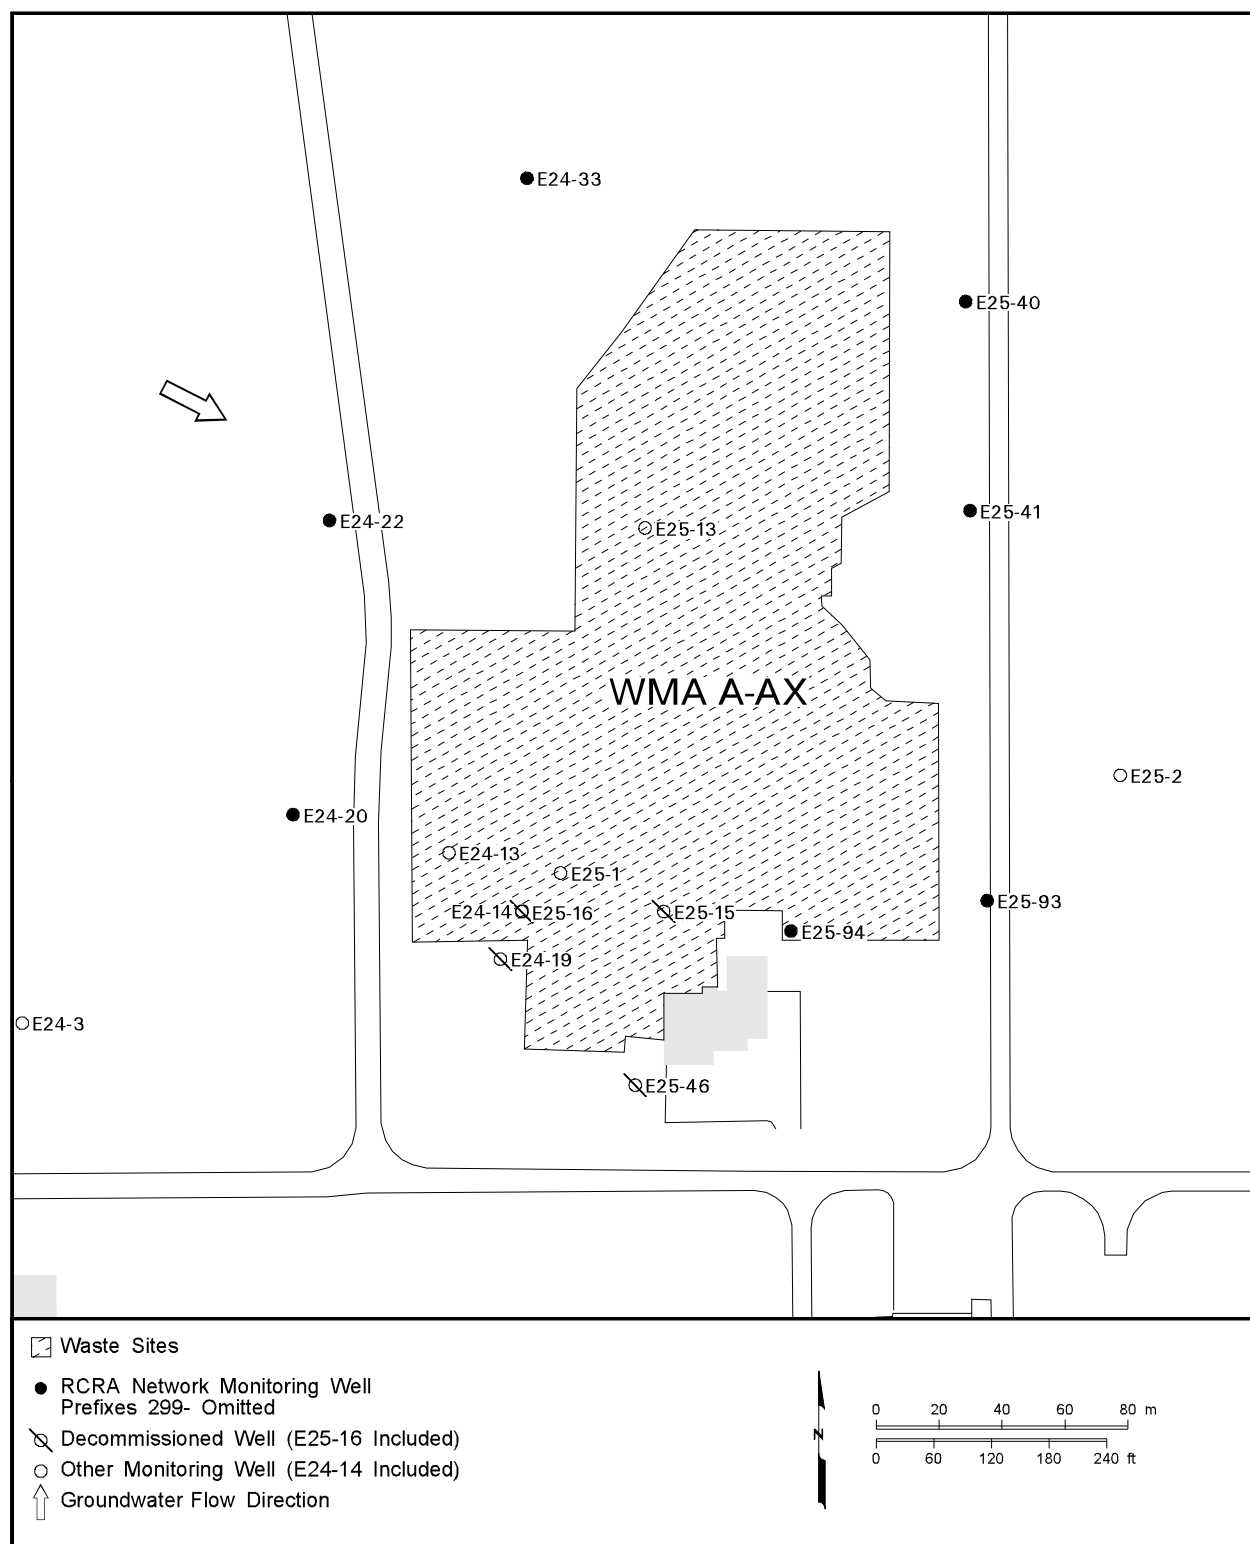 E24-33
E25-40
E25-41
E24-22
E25-13
WMA A-AX
E25-2
E24-20
E24-13
E25-1
E25-93
E24-14 E25-16
E25-15
E25-94
E24-19
E24-3
E25-46
Waste Sites
RCRA Network Monitoring Well
Prefixes 299- Omitted
Decommissioned Well (E25-16 Included)
Other Monitoring Well (E24-14 Included)
Groundwater Flow Direction
N
0 20 40 60 80 m
0 60 120 180 240 ft